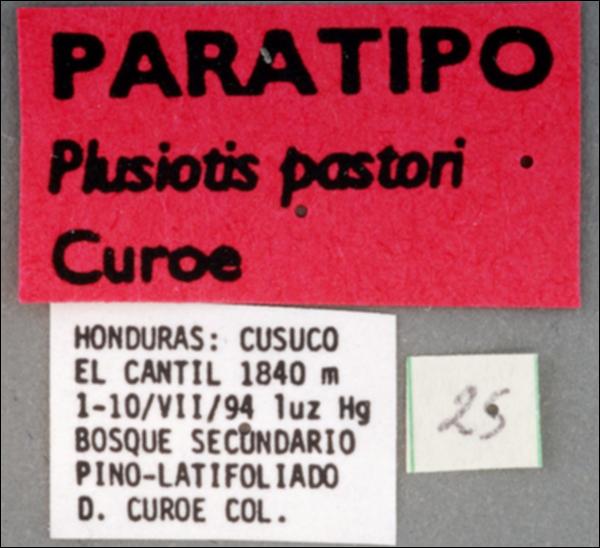 PARATIPO
Plusiotis pastori
Curoe
HONDURAS: CUSUCO
EL CANTIL 1840 m
1-10/VII/94 luz Hg
BOSQUE SECUNDARIO
PINO-LATIFOLIADO
D. CUROE COL.
25